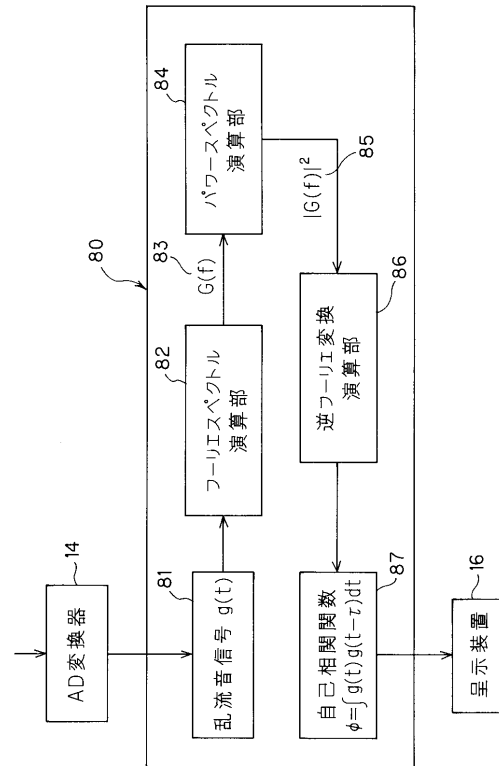 14
AD変換器
80
81
乱流音信号 g(t)
82
フーリエスペクトル
演算部
83
G(f)
84
パワースペクトル
演算部
|G(f)|²
85
86
逆フーリエ変換
演算部
87
自己相関関数
φ=∫g(t)g(t-τ)dt
16
呈示装置